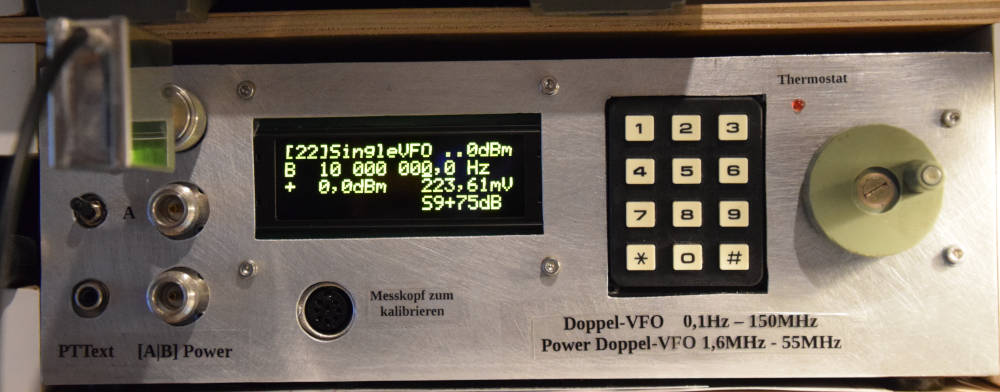 Thermostat
[22]SingleVFO ..0dBm
B 10 000 000,0 Hz
+ 0,0dBm 223,61mV
S9+75dB
1 2 3
4 5 6
7 8 9
* 0 #
A
Messkopf zum
kalibrieren
PTText [A|B] Power
Doppel-VFO 0,1Hz – 150MHz
Power Doppel-VFO 1,6MHz - 55MHz